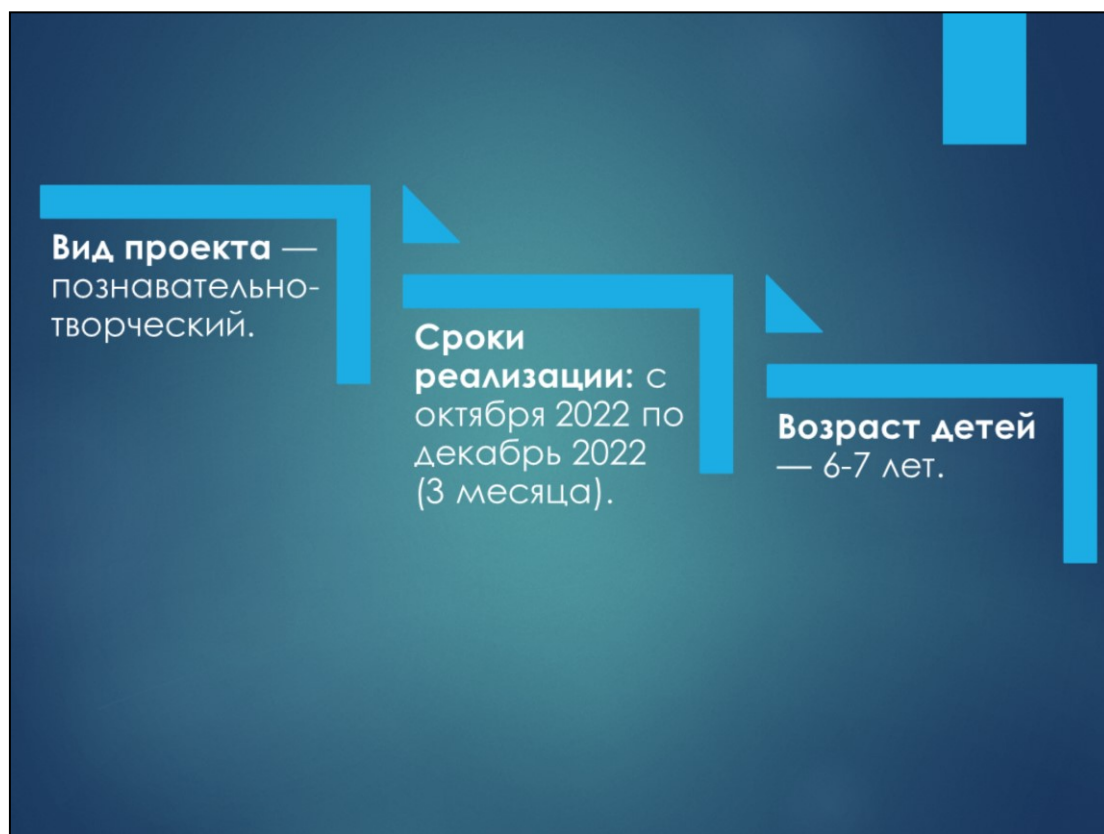 Вид проекта —
познавательно-
творческий.
Сроки
реализации: с
октября 2022 по
декабрь 2022
(3 месяца).
Возраст детей
— 6-7 лет.